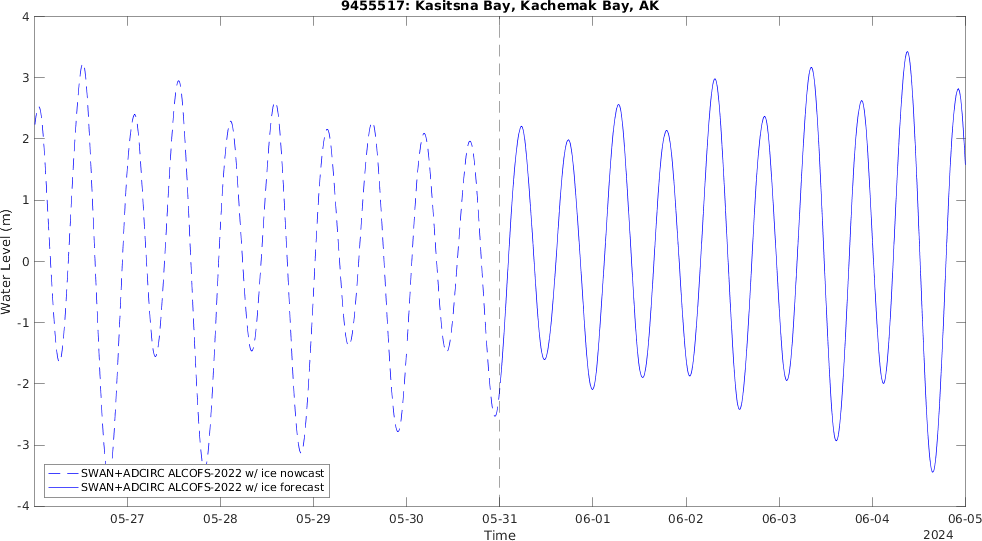 9455517: Kasitsna Bay, Kachemak Bay, AK
4
3
2
1
0
-1
-2
-3
-4
Water Level (m)
SWAN+ADCIRC ALCOFS-2022 w/ ice nowcast
SWAN+ADCIRC ALCOFS-2022 w/ ice forecast
05-27 05-28 05-29 05-30 05-31 06-01 06-02 06-03 06-04 06-05
Time
2024